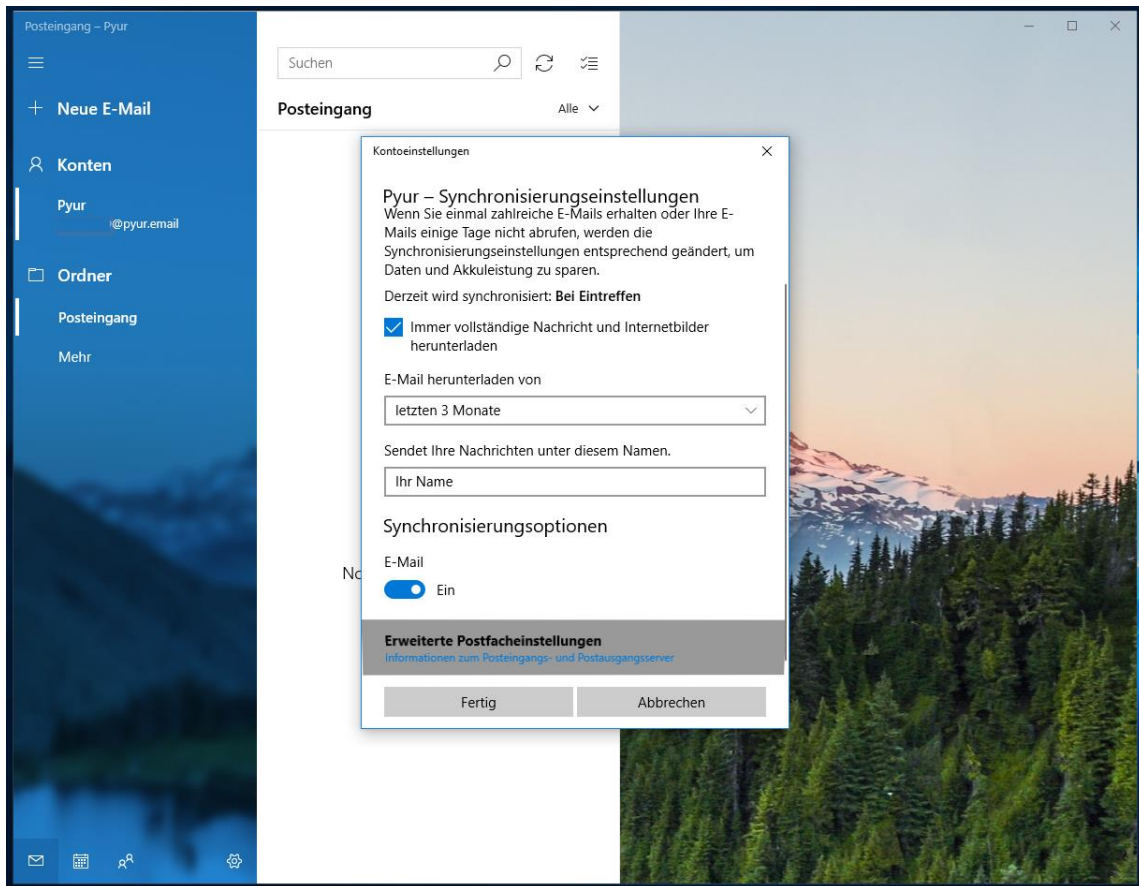 Posteingang – Pyur
Suchen
Neue E-Mail
Posteingang
Alle
Konten
Pyur
@pyur.email
Ordner
Posteingang
Mehr
Kontoeinstellungen
Pyur – Synchronisierungseinstellungen
Wenn Sie einmal zahlreiche E-Mails erhalten oder Ihre E-
Mails einige Tage nicht abrufen, werden die
Synchronisierungseinstellungen entsprechend geändert, um
Daten und Akkuleistung zu sparen.
Derzeit wird synchronisiert: Bei Eintreffen
Immer vollständige Nachricht und Internetbilder
herunterladen
E-Mail herunterladen von
letzten 3 Monate
Sendet Ihre Nachrichten unter diesem Namen.
Ihr Name
Synchronisierungsoptionen
E-Mail
Ein
Erweiterte Postfacheinstellungen
Informationen zum Posteingangs- und Postausgangsserver
Fertig
Abbrechen